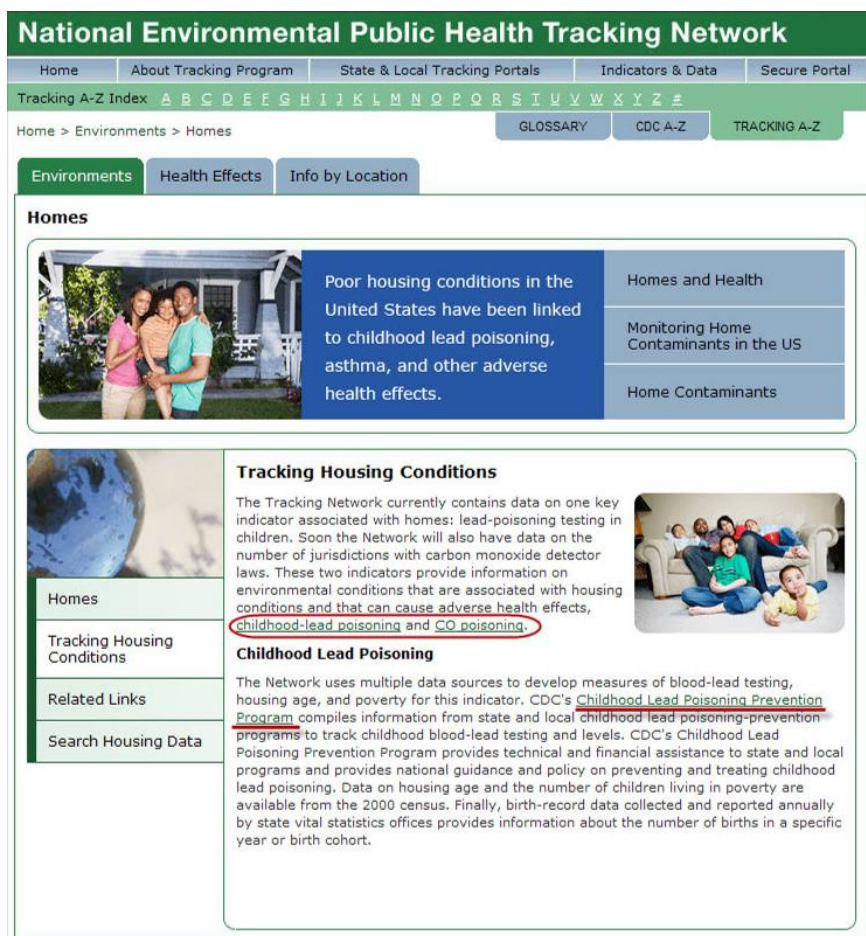 National Environmental Public Health Tracking Network
Home About Tracking Program State & Local Tracking Portals Indicators & Data Secure Portal
Tracking A-Z Index A B C D E F G H I J K L M N O P Q R S T U V W X Y Z #
Home > Environments > Homes
GLOSSARY CDC A-Z TRACKING A-Z
Environments Health Effects Info by Location
Homes
Poor housing conditions in the
United States have been linked
to childhood lead poisoning,
asthma, and other adverse
health effects.
Homes and Health
Monitoring Home
Contaminants in the US
Home Contaminants
Homes
Tracking Housing
Conditions
Related Links
Search Housing Data
Tracking Housing Conditions
The Tracking Network currently contains data on one key
indicator associated with homes: lead-poisoning testing in
children. Soon the Network will also have data on the
number of jurisdictions with carbon monoxide detector
laws. These two indicators provide information on
environmental conditions that are associated with housing
conditions and that can cause adverse health effects,
childhood-lead poisoning and CO poisoning.
Childhood Lead Poisoning
The Network uses multiple data sources to develop measures of blood-lead testing,
housing age, and poverty for this indicator. CDC's Childhood Lead Poisoning Prevention
Program compiles information from state and local childhood lead poisoning-prevention
programs to track childhood blood-lead testing and levels. CDC's Childhood Lead
Poisoning Prevention Program provides technical and financial assistance to state and local
programs and provides national guidance and policy on preventing and treating childhood
lead poisoning. Data on housing age and the number of children living in poverty are
available from the 2000 census. Finally, birth-record data collected and reported annually
by state vital statistics offices provides information about the number of births in a specific
year or birth cohort.